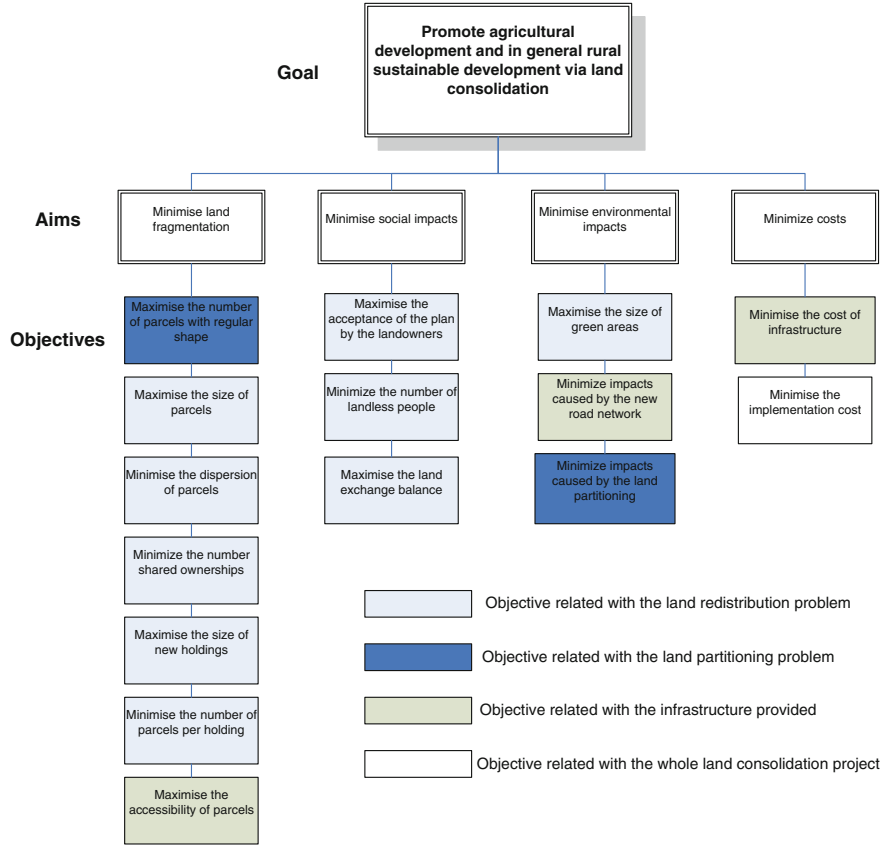 Goal
Promote agricultural
development and in general rural
sustainable development via land
consolidation
Aims
Minimise land
fragmentation
Minimise social impacts
Minimise environmental
impacts
Minimize costs
Objectives
Maximise the number
of parcels with regular
shape
Maximise the size of
parcels
Minimise the dispersion of
parcels
Minimize the number
shared ownerships
Maximise the size of
new holdings
Minimise the number of
parcels per holding
Maximise the
accessibility of parcels
Maximise the
acceptance of the plan
by the landowners
Minimize the number of
landless people
Maximise the land
exchange balance
Maximise the size of
green areas
Minimize impacts
caused by the new
road network
Minimize impacts
caused by the land
partitioning
Minimise the cost of
infrastructure
Minimise the
implementation cost
Objective related with the land redistribution problem
Objective related with the land partitioning problem
Objective related with the infrastructure provided
Objective related with the whole land consolidation project